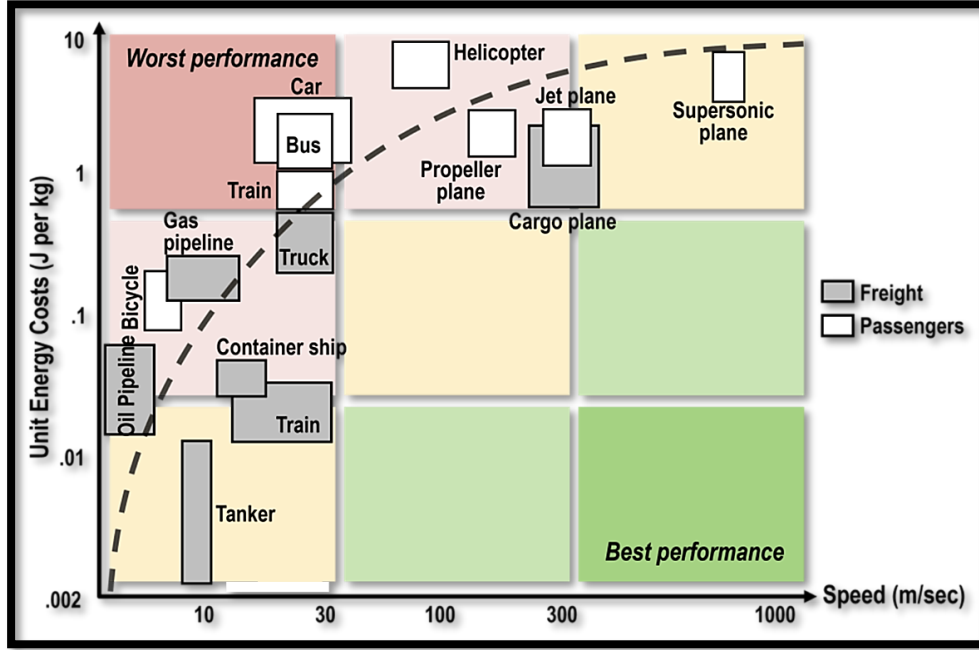 10
Worst performance
Helicopter
Car
Jet plane
Supersonic
plane
Bus
1
Propeller
plane
Train
Gas
pipeline
Cargo plane
Truck
Unit Energy Costs (J per kg)
Bicycle
Freight
.1
Passengers
Oil Pipeline
Container ship
Train
.01
Tanker
Best performance
.002
Speed (m/sec)
10
30
100
300
1000